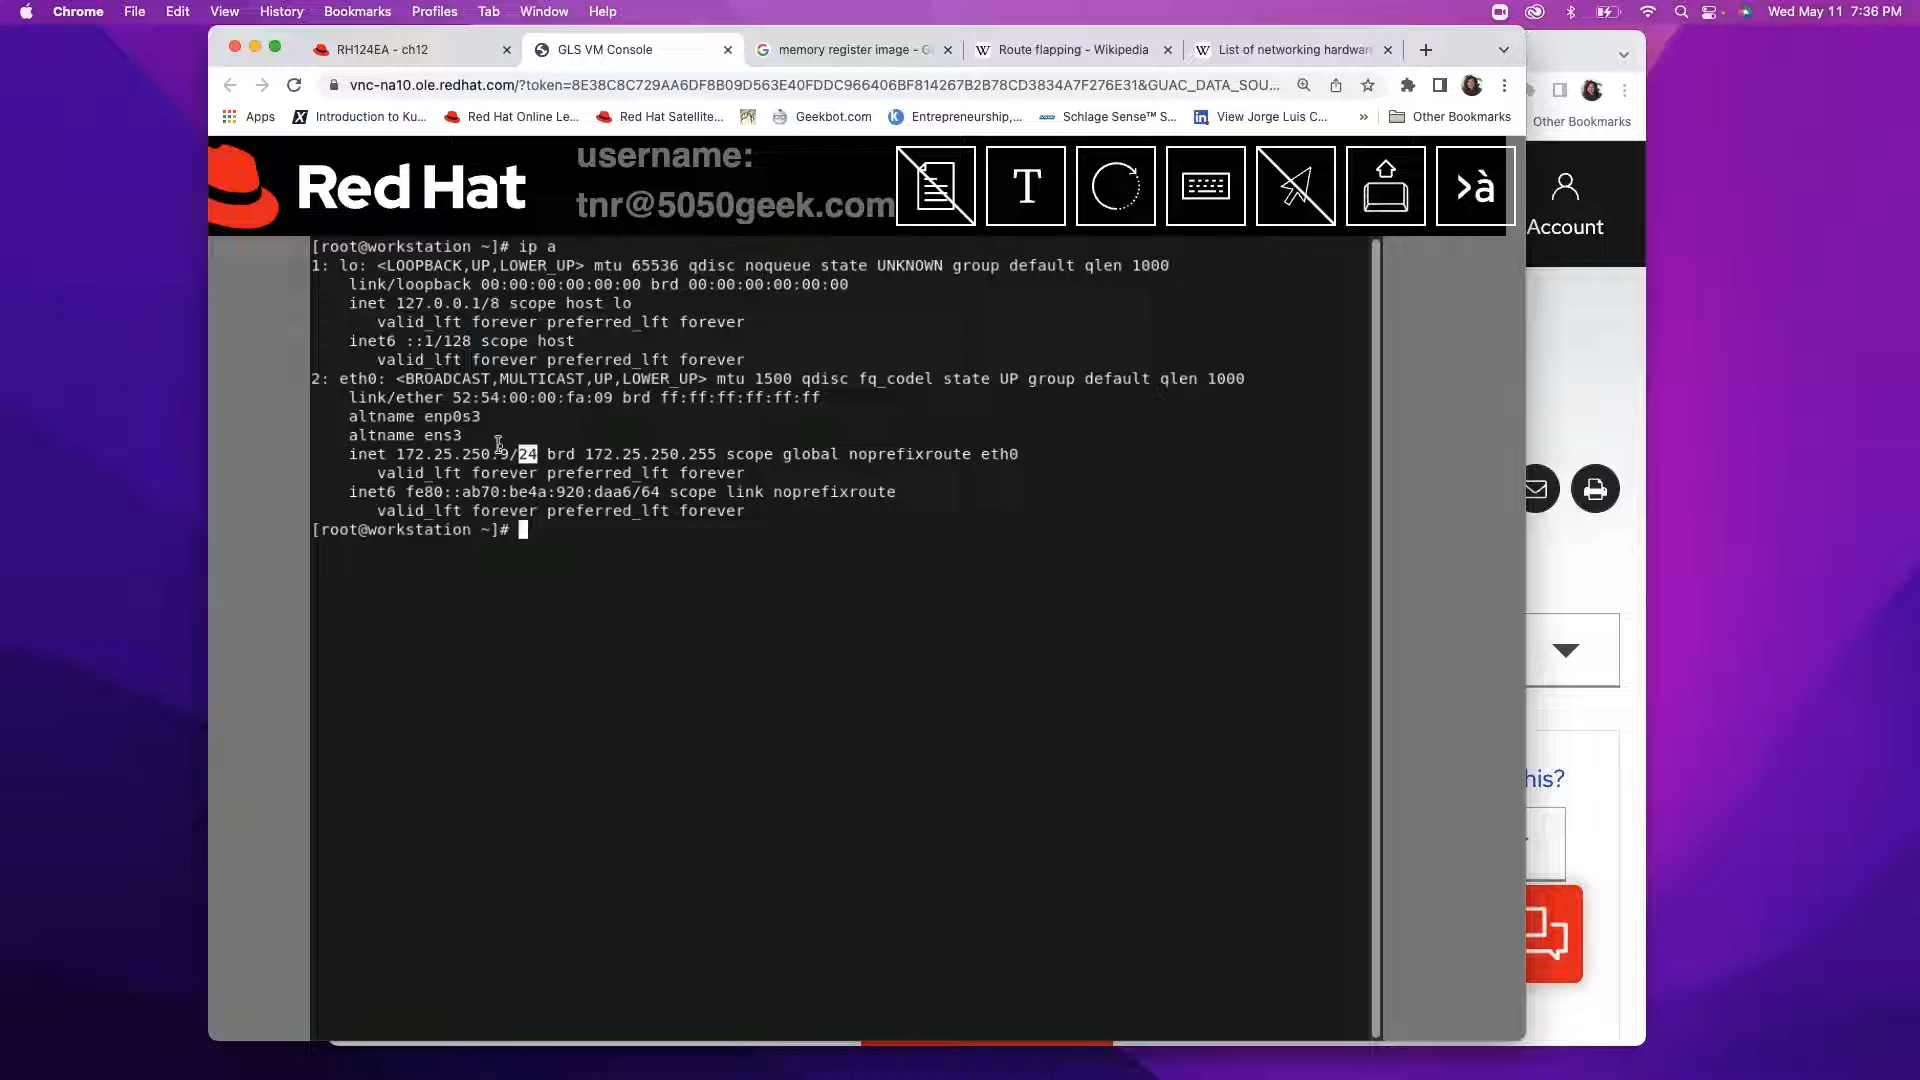 Chrome File Edit View History Bookmarks Profiles Tab Window Help Wed May 11 7:36 PM
RH124EA - ch12 GLS VM Console memory register image - G Route flapping - Wikipedia List of networking hardwar
vnc-na10.ole.redhat.com/?token=8E38C8C729AA6DF8B09D563E40FDDC966406BF814267B2B78CD3834A7F276E31&GUAC_DATA_SOU...
Apps Introduction to Ku... Red Hat Online Le... Red Hat Satellite... Geekbot.com Entrepreneurship,... Schlage Sense™ S... View Jorge Luis C... » Other Bookmarks
Other Bookmarks
Red Hat
username:
tnr@5050geek.com
T
>à
Account
[root@workstation ~]# ip a
1: lo: <LOOPBACK,UP,LOWER_UP> mtu 65536 qdisc noqueue state UNKNOWN group default qlen 1000
link/loopback 00:00:00:00:00:00 brd 00:00:00:00:00:00
inet 127.0.0.1/8 scope host lo
valid_lft forever preferred_lft forever
inet6 ::1/128 scope host
valid_lft forever preferred_lft forever
2: eth0: <BROADCAST,MULTICAST,UP,LOWER_UP> mtu 1500 qdisc fq_codel state UP group default qlen 1000
link/ether 52:54:00:00:fa:09 brd ff:ff:ff:ff:ff:ff
altname enp0s3
altname ens3
inet 172.25.250.9/24 brd 172.25.250.255 scope global noprefixroute eth0
valid_lft forever preferred_lft forever
inet6 fe80::ab70:be4a:920:daa6/64 scope link noprefixroute
valid_lft forever preferred_lft forever
[root@workstation ~]#
his?